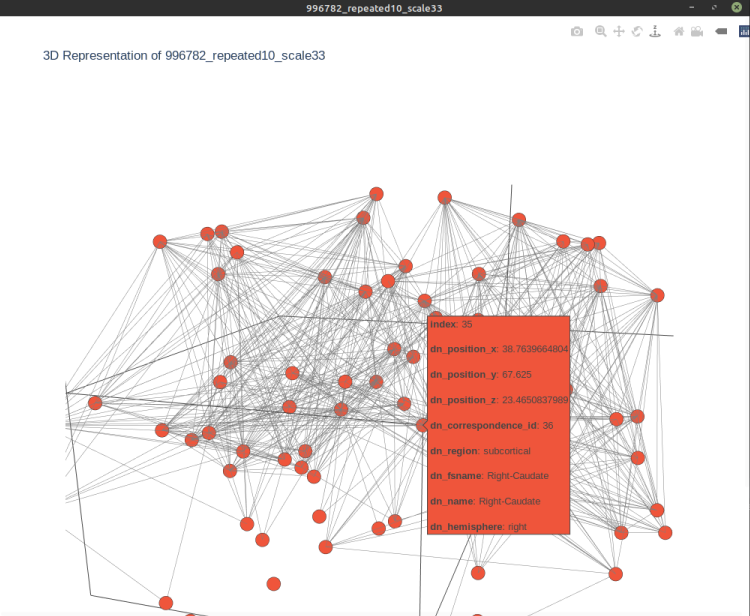 996782_repeated10_scale33
3D Representation of 996782_repeated10_scale33
index: 35
dn_position_x: 38.7639664804
dn_position_y: 67.625
dn_position_z: 23.4650837989
dn_correspondence_id: 36
dn_region: subcortical
dn_fsname: Right-Caudate
dn_name: Right-Caudate
dn_hemisphere: right